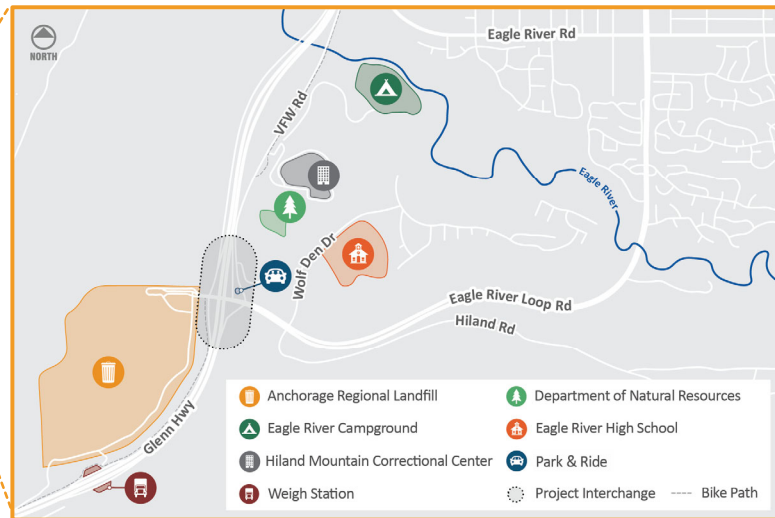 NORTH
Eagle River Rd
VFW Rd
Eagle River
Wolf Den Dr
Eagle River Loop Rd
Hiland Rd
Glenn Hwy
Anchorage Regional Landfill
Department of Natural Resources
Eagle River Campground
Eagle River High School
Hiland Mountain Correctional Center
Park & Ride
Weigh Station
Project Interchange
Bike Path